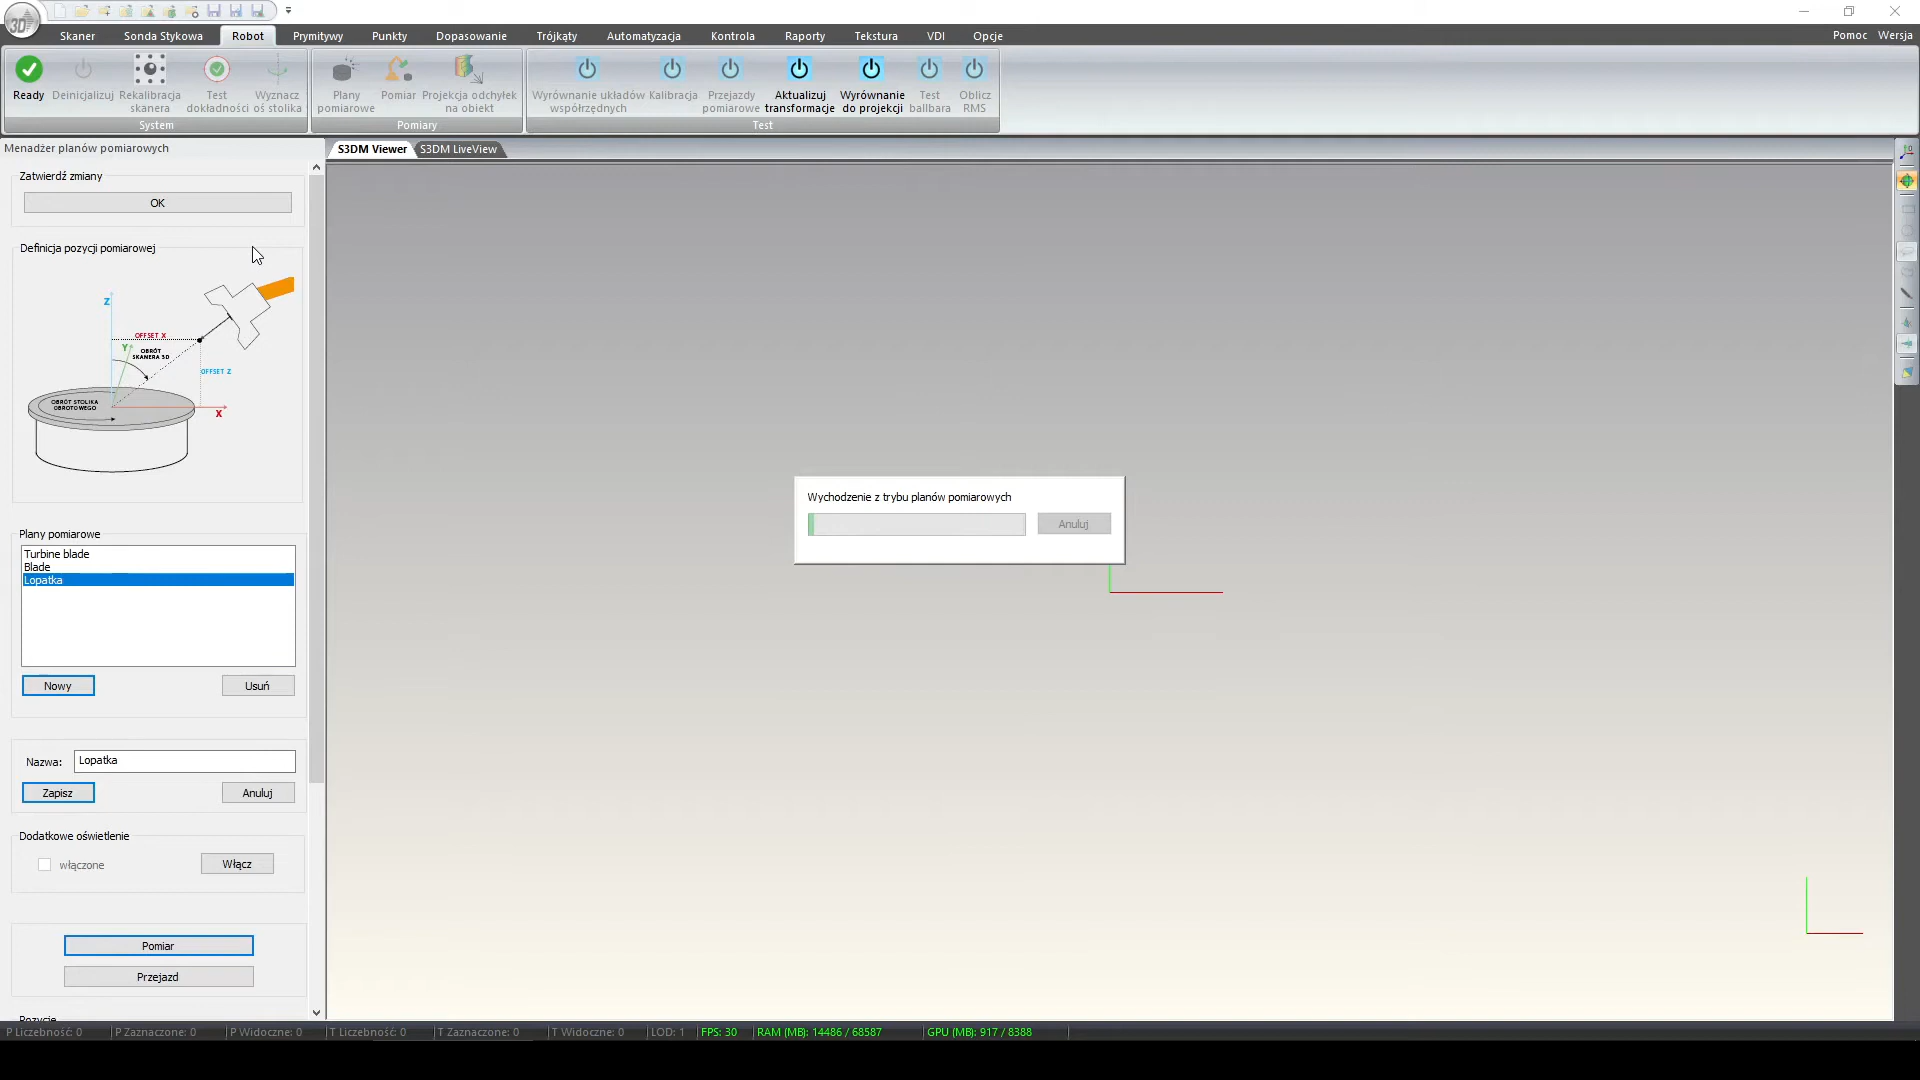 3D
Skaner Sonda Stykowa Robot Prymitywy Punkty Dopasowanie Trójkąty Automatyzacja Kontrola Raporty Tekstura VDI Opcje Pomoc Wersja
Ready Deinicjalizuj Rekalibracja skanera Test dokładności Wyznacz oś stolika Plany pomiarowe Pomiar Projekcja odchyłek na obiekt Wyrównanie układów współrzędnych Kalibracja Przejazdy pomiarowe Aktualizuj transformacje Wyrównanie do projekcji Test ballbara Oblicz RMS
System Pomiary Test
Menadżer planów pomiarowych
S3DM Viewer S3DM LiveView
Zatwierdź zmiany
OK
Definicja pozycji pomiarowej
Z
OFFSET X
Y
OBRÓT
SKANERA 3D
OFFSET Z
OBRÓT STOLIKA
OBROTOWEGO
X
Wychodzenie z trybu planów pomiarowych
Anuluj
Plany pomiarowe
Turbine blade
Blade
Lopatka
Nowy Usuń
Nazwa: Lopatka
Zapisz Anuluj
Dodatkowe oświetlenie
włączone Włącz
Pomiar
Przejazd
Pozycje
P Liczebność: 0 P Zaznaczone: 0 P Widoczne: 0 T Liczebność: 0 T Zaznaczone: 0 T Widoczne: 0 LOD: 1 FPS: 30 RAM (MB): 14486 / 68587 GPU (MB): 917 / 8388